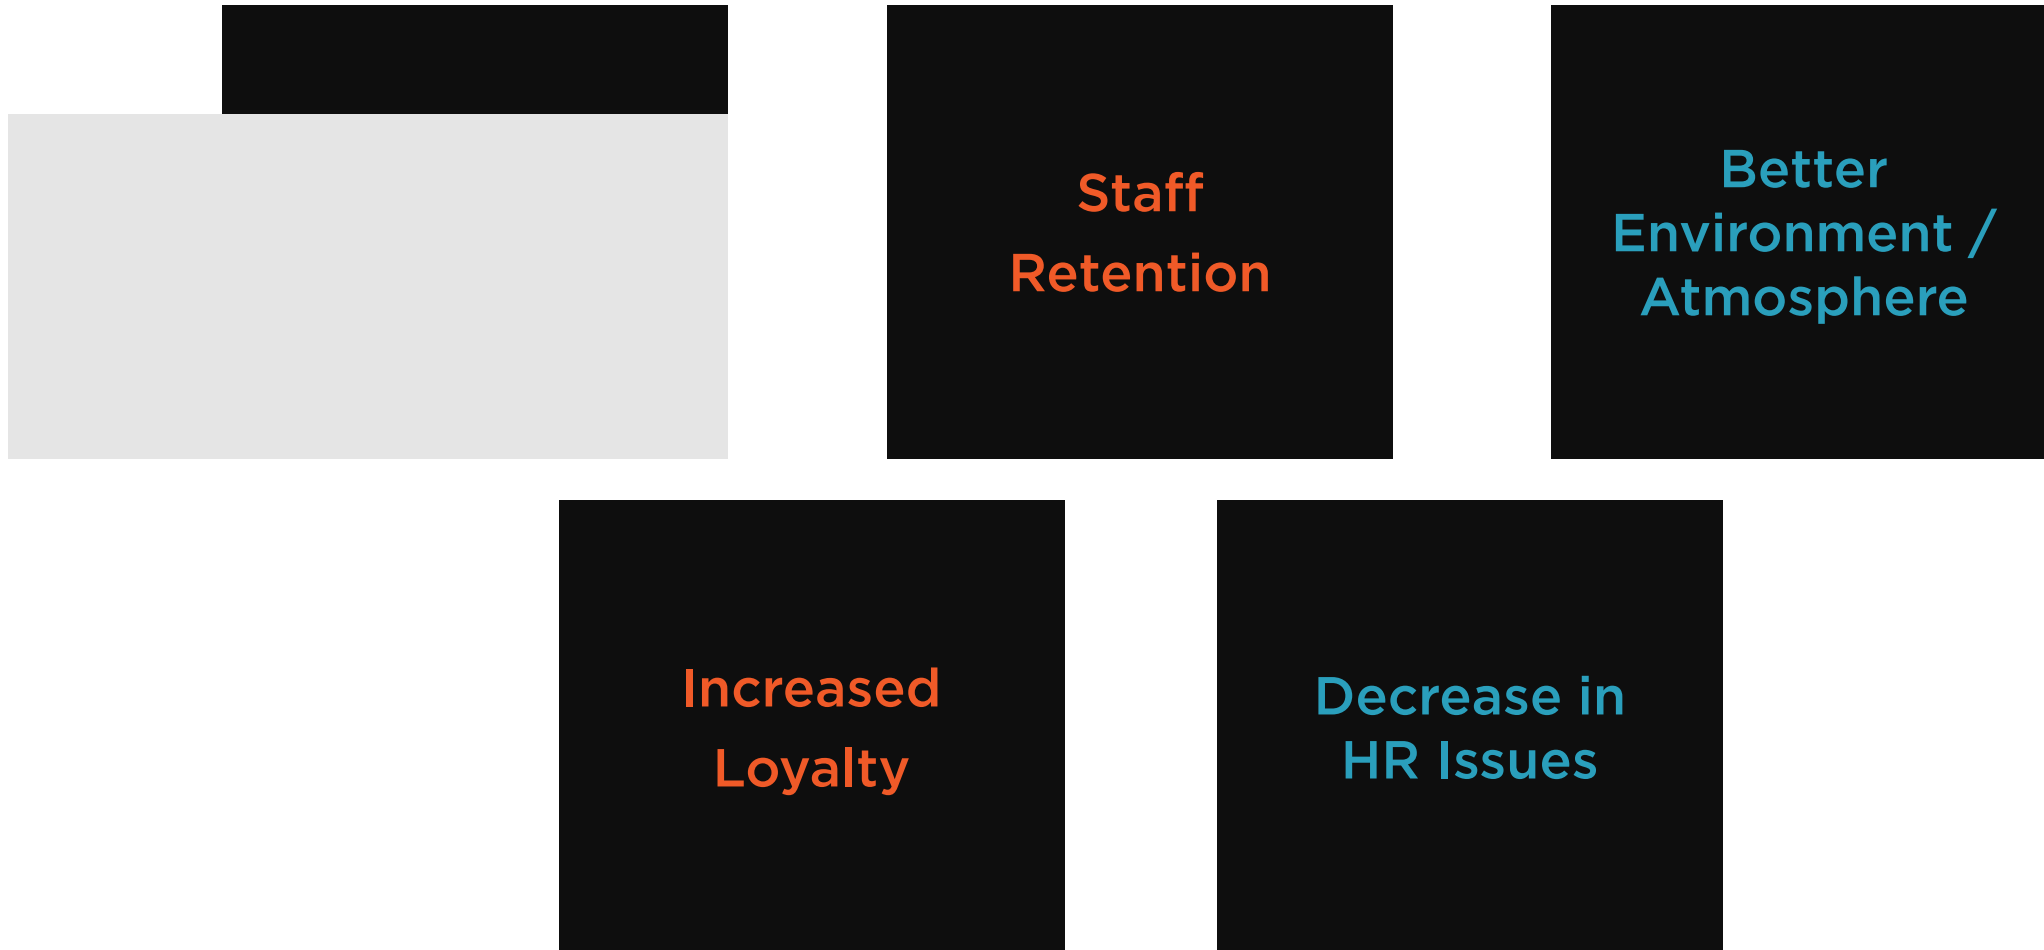 Staff
Retention
Better
Environment /
Atmosphere
Increased
Loyalty
Decrease in
HR Issues